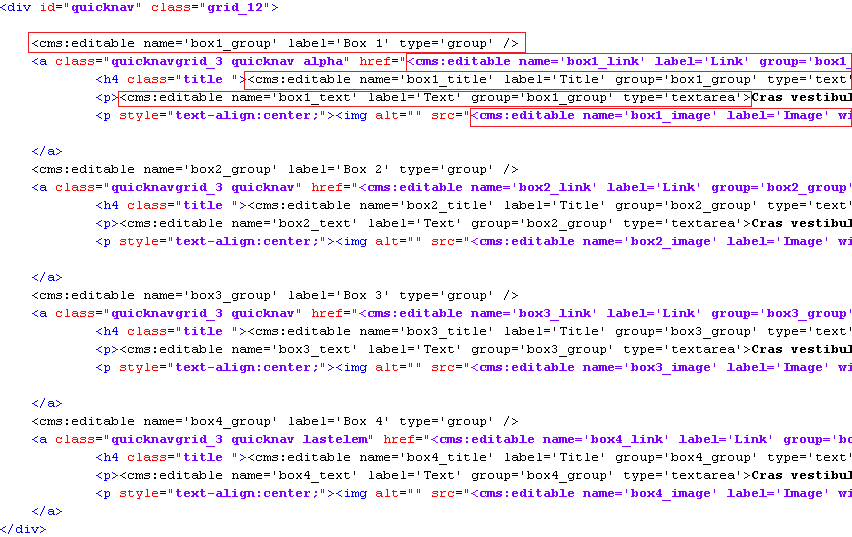 <div id="quicknav" class="grid_12">
<cms:editable name='box1_group' label='Box 1' type='group' />
<a class="quicknavgrid_3 quicknav alpha" href="<cms:editable name='box1_link' label='Link' group='box1_
<h4 class="title "><cms:editable name='box1_title' label='Title' group='box1_group' type='text'
<p><cms:editable name='box1_text' label='Text' group='box1_group' type='textarea'>Cras vestibul
<p style="text-align:center;"><img alt="" src="<cms:editable name='box1_image' label='Image' wi
</a>
<cms:editable name='box2_group' label='Box 2' type='group' />
<a class="quicknavgrid_3 quicknav" href="<cms:editable name='box2_link' label='Link' group='box2_group'
<h4 class="title "><cms:editable name='box2_title' label='Title' group='box2_group' type='text'
<p><cms:editable name='box2_text' label='Text' group='box2_group' type='textarea'>Cras vestibul
<p style="text-align:center;"><img alt="" src="<cms:editable name='box2_image' label='Image' wi
</a>
<cms:editable name='box3_group' label='Box 3' type='group' />
<a class="quicknavgrid_3 quicknav" href="<cms:editable name='box3_link' label='Link' group='box3_group'
<h4 class="title "><cms:editable name='box3_title' label='Title' group='box3_group' type='text'
<p><cms:editable name='box3_text' label='Text' group='box3_group' type='textarea'>Cras vestibul
<p style="text-align:center;"><img alt="" src="<cms:editable name='box3_image' label='Image' wi
</a>
<cms:editable name='box4_group' label='Box 4' type='group' />
<a class="quicknavgrid_3 quicknav lastelem" href="<cms:editable name='box4_link' label='Link' group='bo
<h4 class="title "><cms:editable name='box4_title' label='Title' group='box4_group' type='text'
<p><cms:editable name='box4_text' label='Text' group='box4_group' type='textarea'>Cras vestibul
<p style="text-align:center;"><img alt="" src="<cms:editable name='box4_image' label='Image' wi
</a>
</div>